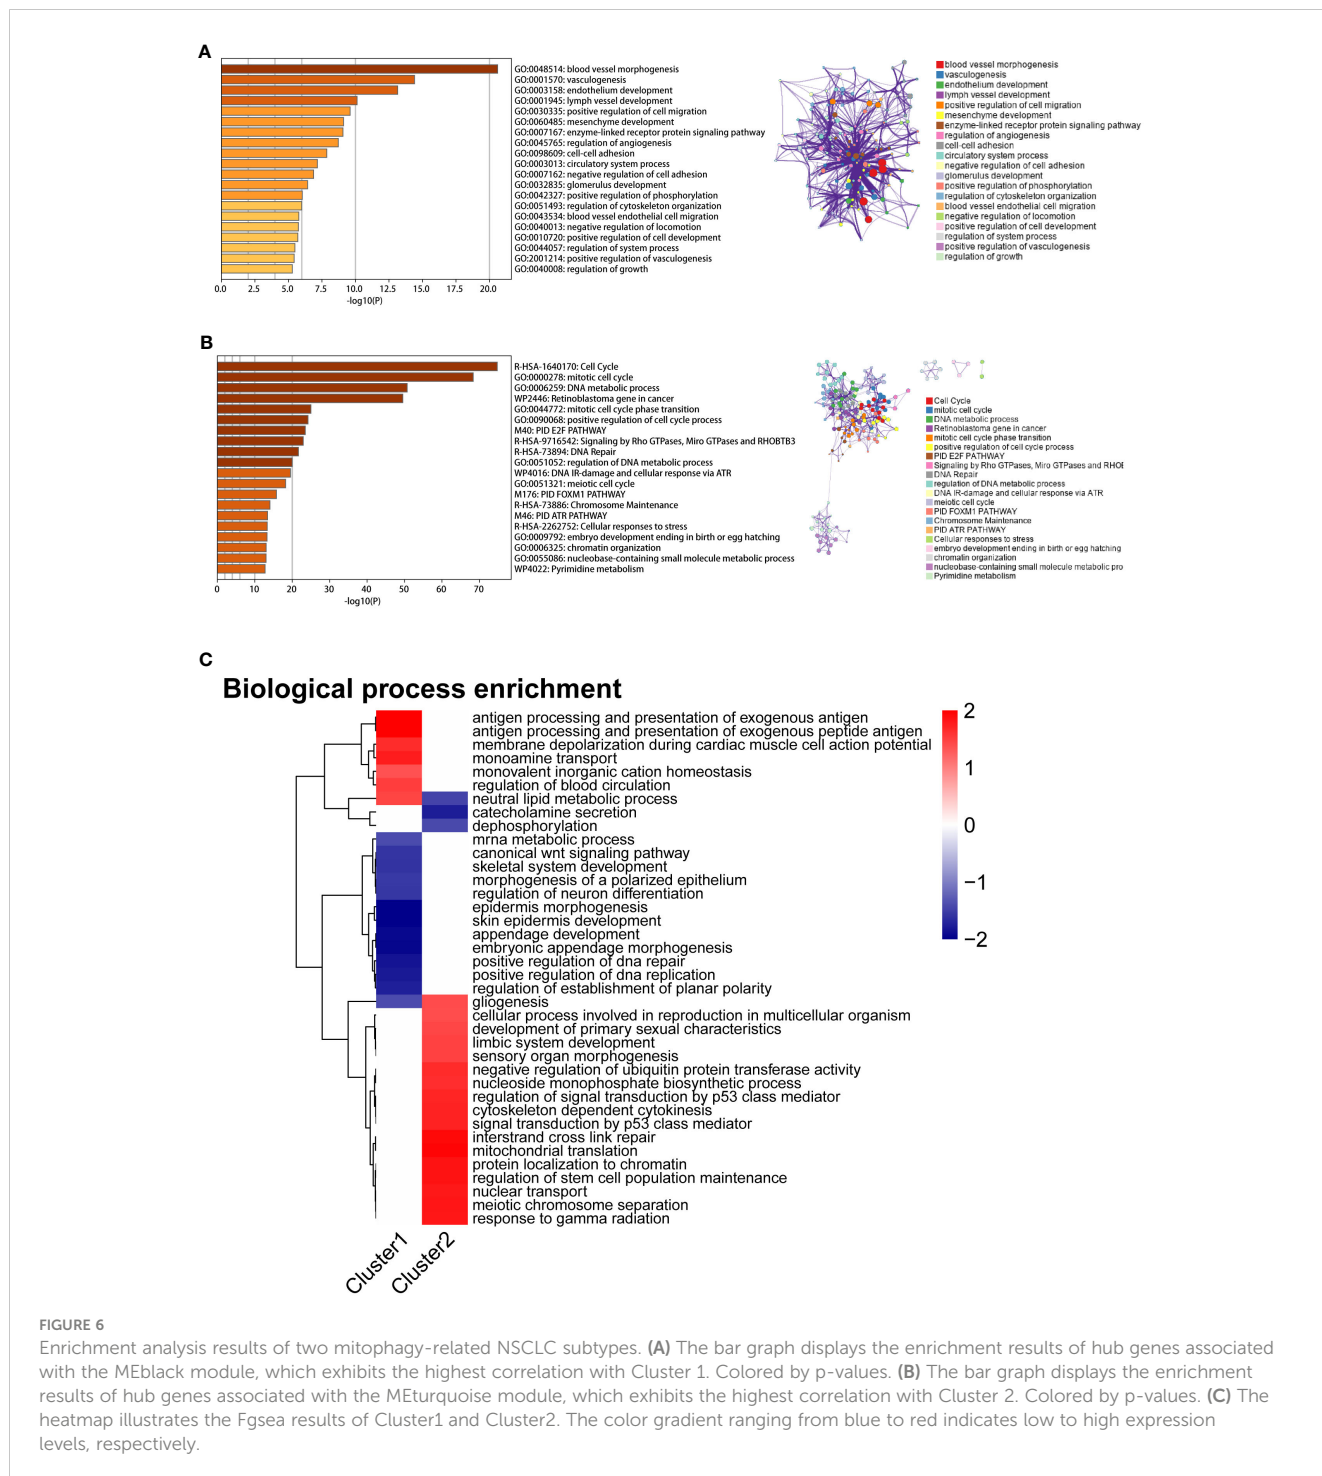 A
GO:0048514: blood vessel morphogenesis
GO:0001570: vasculogenesis
GO:0003158: endothelium development
GO:0001945: lymph vessel development
GO:0030335: positive regulation of cell migration
GO:0060485: mesenchyme development
GO:0007167: enzyme-linked receptor protein signaling pathway
GO:0045765: regulation of angiogenesis
GO:0098609: cell-cell adhesion
GO:0003013: circulatory system process
GO:0007162: negative regulation of cell adhesion
GO:0032835: glomerulus development
GO:0042327: positive regulation of phosphorylation
GO:0051493: regulation of cytoskeleton organization
GO:0043534: blood vessel endothelial cell migration
GO:0040013: negative regulation of locomotion
GO:0010720: positive regulation of cell development
GO:0044057: regulation of system process
GO:2001214: positive regulation of vasculogenesis
GO:0040008: regulation of growth
0.0 2.5 5.0 7.5 10.0 12.5 15.0 17.5 20.0
-log10(P)
blood vessel morphogenesis
vasculogenesis
endothelium development
lymph vessel development
positive regulation of cell migration
mesenchyme development
enzyme-linked receptor protein signaling pathway
regulation of angiogenesis
cell-cell adhesion
circulatory system process
negative regulation of cell adhesion
glomerulus development
positive regulation of phosphorylation
regulation of cytoskeleton organization
blood vessel endothelial cell migration
negative regulation of locomotion
positive regulation of cell development
regulation of system process
positive regulation of vasculogenesis
regulation of growth
B
R-HSA-1640170: Cell Cycle
GO:0000278: mitotic cell cycle
GO:0006259: DNA metabolic process
WP2446: Retinoblastoma gene in cancer
GO:0044772: mitotic cell cycle phase transition
GO:0090068: positive regulation of cell cycle process
M40: PID E2F PATHWAY
R-HSA-9716542: Signaling by Rho GTPases, Miro GTPases and RHOBTB3
R-HSA-73894: DNA Repair
GO:0051052: regulation of DNA metabolic process
WP4016: DNA IR-damage and cellular response via ATR
GO:0051321: meiotic cell cycle
M176: PID FOXM1 PATHWAY
R-HSA-73886: Chromosome Maintenance
M46: PID ATR PATHWAY
R-HSA-2262752: Cellular responses to stress
GO:0009792: embryo development ending in birth or egg hatching
GO:0006325: chromatin organization
GO:0055086: nucleobase-containing small molecule metabolic process
WP4022: Pyrimidine metabolism
0 10 20 30 40 50 60 70
-log10(P)
Cell Cycle
mitotic cell cycle
DNA metabolic process
Retinoblastoma gene in cancer
mitotic cell cycle phase transition
positive regulation of cell cycle process
PID E2F PATHWAY
Signaling by Rho GTPases, Miro GTPases and RHOE
DNA Repair
regulation of DNA metabolic process
DNA IR-damage and cellular response via ATR
meiotic cell cycle
PID FOXM1 PATHWAY
Chromosome Maintenance
PID ATR PATHWAY
Cellular responses to stress
embryo development ending in birth or egg hatching
chromatin organization
nucleobase-containing small molecule metabolic pro
Pyrimidine metabolism
C
Biological process enrichment
antigen processing and presentation of exogenous antigen
antigen processing and presentation of exogenous peptide antigen
membrane depolarization during cardiac muscle cell action potential
monoamine transport
monovalent inorganic cation homeostasis
regulation of blood circulation
neutral lipid metabolic process
catecholamine secretion
dephosphorylation
mrna metabolic process
canonical wnt signaling pathway
skeletal system development
morphogenesis of a polarized epithelium
regulation of neuron differentiation
epidermis morphogenesis
skin epidermis development
appendage development
embryonic appendage morphogenesis
positive regulation of dna repair
positive regulation of dna replication
regulation of establishment of planar polarity
gliogenesis
cellular process involved in reproduction in multicellular organism
development of primary sexual characteristics
limbic system development
sensory organ morphogenesis
negative regulation of ubiquitin protein transferase activity
nucleoside monophosphate biosynthetic process
regulation of signal transduction by p53 class mediator
cytoskeleton dependent cytokinesis
signal transduction by p53 class mediator
interstrand cross link repair
mitochondrial translation
protein localization to chromatin
regulation of stem cell population maintenance
nuclear transport
meiotic chromosome separation
response to gamma radiation
2
1
0
−1
−2
Cluster1
Cluster2
FIGURE 6
Enrichment analysis results of two mitophagy-related NSCLC subtypes. (A) The bar graph displays the enrichment results of hub genes associated
with the MEblack module, which exhibits the highest correlation with Cluster 1. Colored by p-values. (B) The bar graph displays the enrichment
results of hub genes associated with the MEturquoise module, which exhibits the highest correlation with Cluster 2. Colored by p-values. (C) The
heatmap illustrates the Fgsea results of Cluster1 and Cluster2. The color gradient ranging from blue to red indicates low to high expression
levels, respectively.